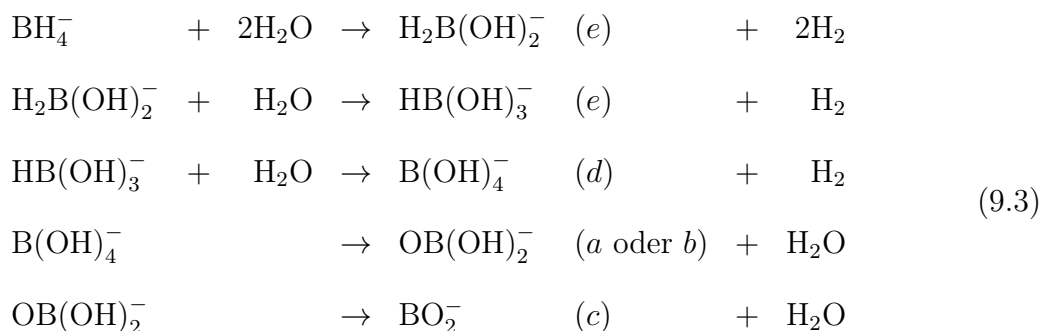 BH₄⁻ + 2H₂O → H₂B(OH)₂⁻ (e) + 2H₂
H₂B(OH)₂⁻ + H₂O → HB(OH)₃⁻ (e) + H₂
HB(OH)₃⁻ + H₂O → B(OH)₄⁻ (d) + H₂
(9.3)
B(OH)₄⁻ → OB(OH)₂⁻ (a oder b) + H₂O
OB(OH)₂⁻ → BO₂⁻ (c) + H₂O